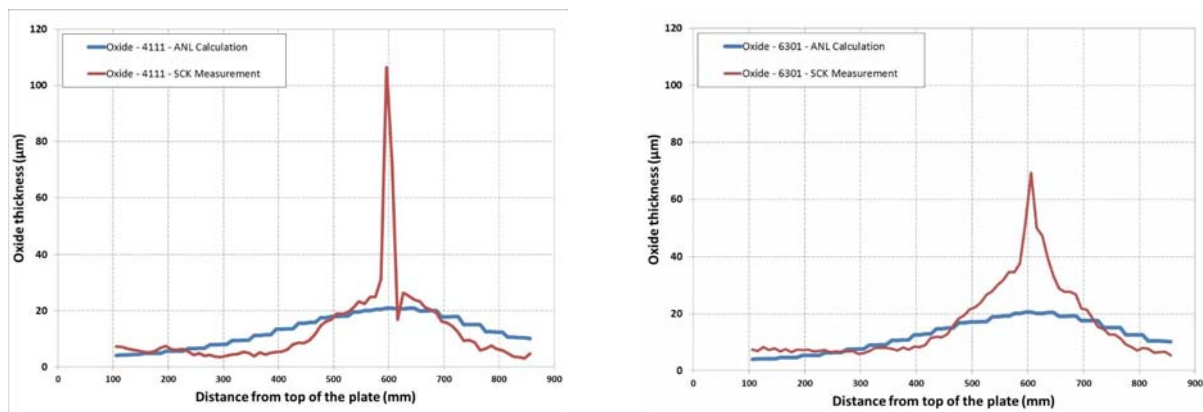 120
100
80
60
40
20
0
Oxide thickness (µm)
Oxide - 4111 - ANL Calculation
Oxide - 4111 - SCK Measurement
0 100 200 300 400 500 600 700 800 900
Distance from top of the plate (mm)
120
100
80
60
40
20
0
Oxide thickness (µm)
Oxide - 6301 - ANL Calculation
Oxide - 6301 - SCK Measurement
0 100 200 300 400 500 600 700 800 900
Distance from top of the plate (mm)